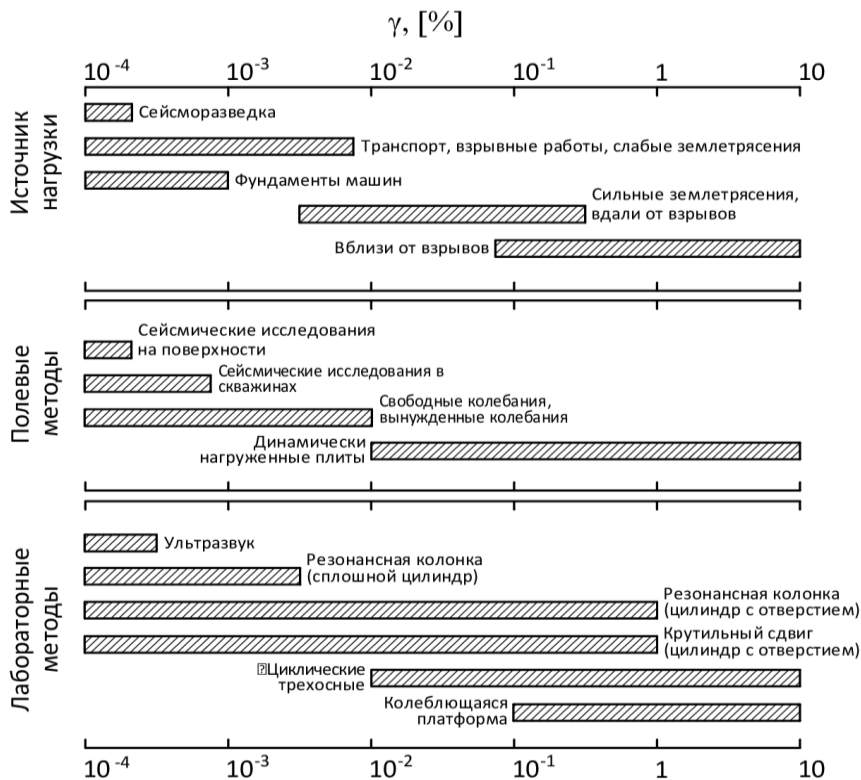 γ, [%]
10-4 10-3 10-2 10-1 1 10
Источник
нагрузки
Сейсморазведка
Транспорт, взрывные работы, слабые землетрясения
Фундаменты машин
Сильные землетрясения,
вдали от взрывов
Вблизи от взрывов
Полевые
методы
Сейсмические исследования
на поверхности
Сейсмические исследования в
скважинах
Свободные колебания,
вынужденные колебания
Динамически
нагруженные плиты
Лабораторные
методы
Ультразвук
Резонансная колонка
(сплошной цилиндр)
Резонансная колонка
(цилиндр с отверстием)
Крутильный сдвиг
(цилиндр с отверстием)
Циклические
трехосные
Колеблющаяся
платформа
10-4 10-3 10-2 10-1 1 10